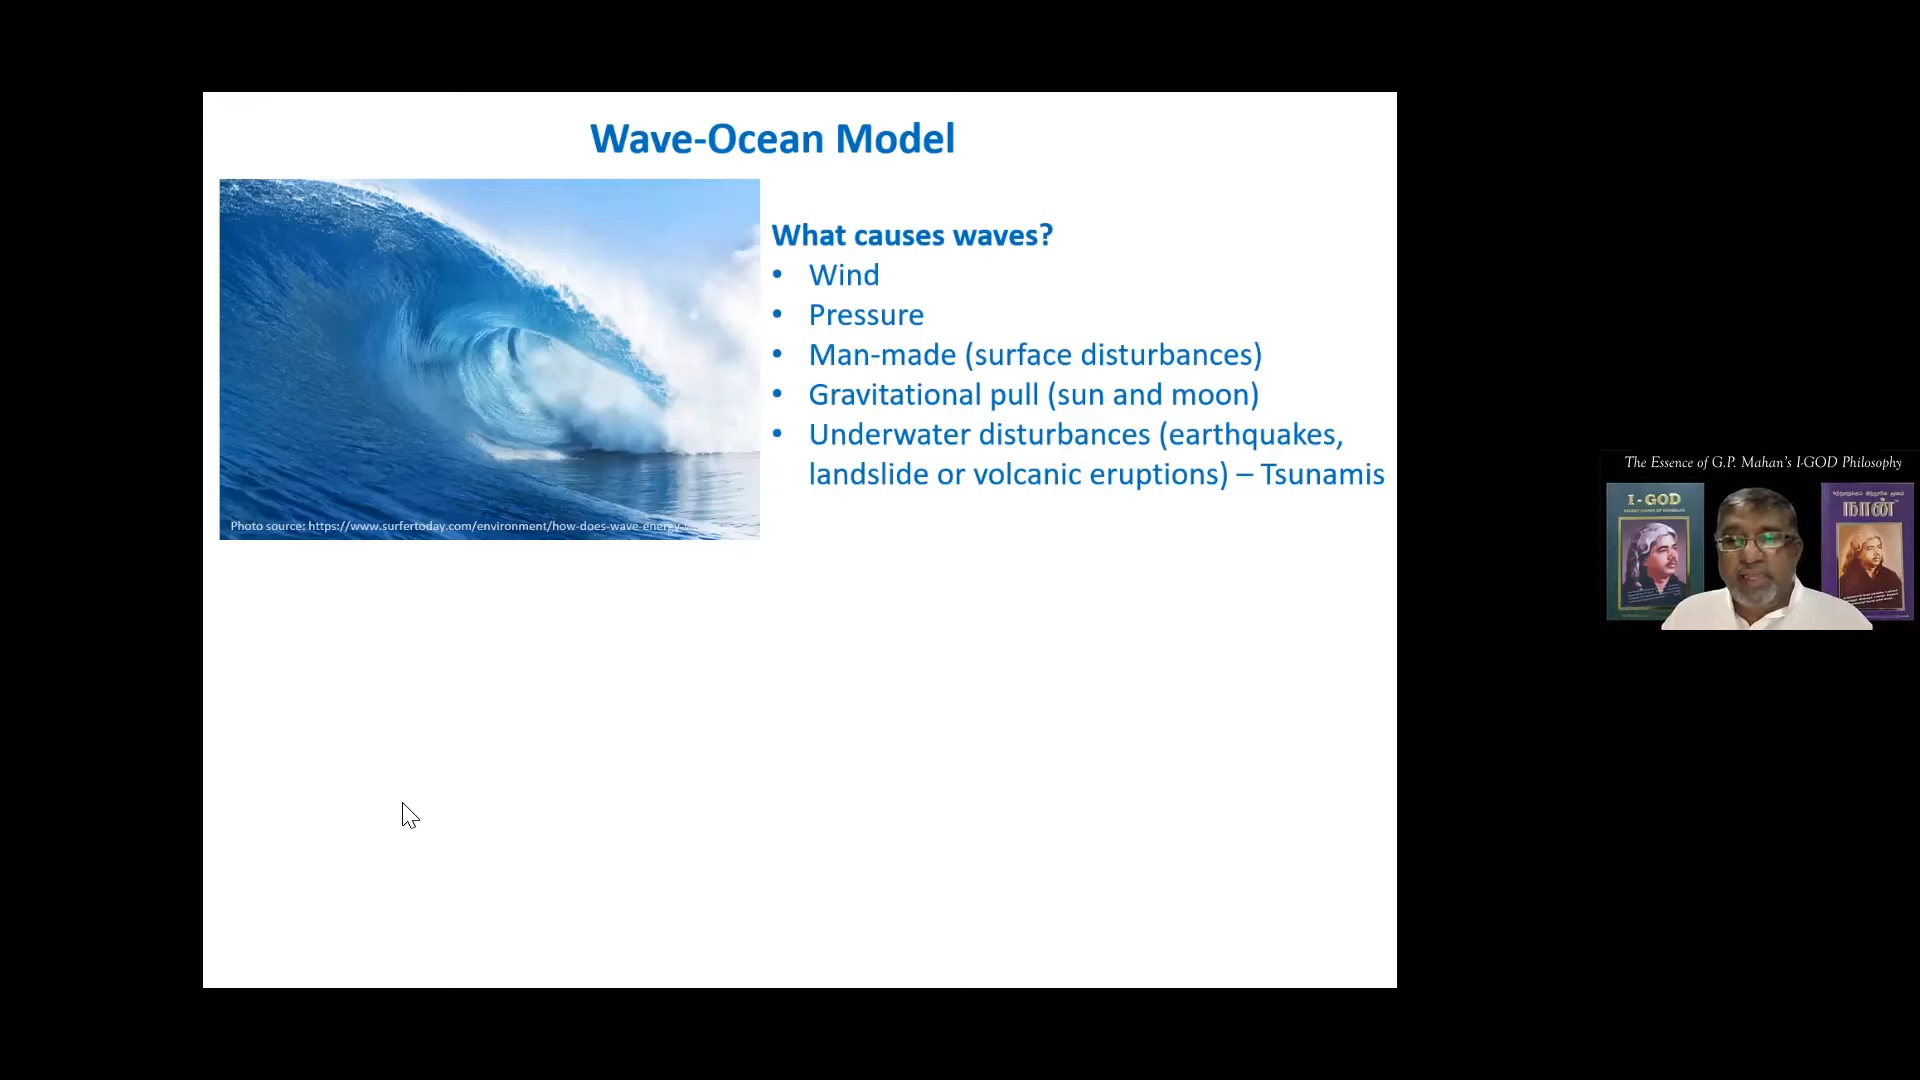 Wave-Ocean Model
What causes waves?
• Wind
• Pressure
• Man-made (surface disturbances)
• Gravitational pull (sun and moon)
• Underwater disturbances (earthquakes,
landslide or volcanic eruptions) – Tsunamis
Photo source: https://www.surfertoday.com/environment/how-does-wave-energy-
The Essence of G.P. Mahan's I-GOD Philosophy
I-GOD
நான்